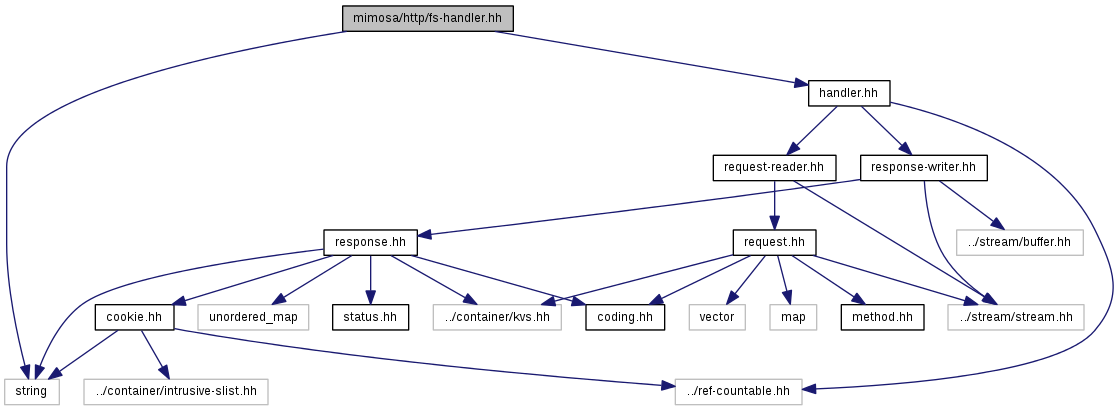 mimosa/http/fs-handler.hh
handler.hh
request-reader.hh
response-writer.hh
response.hh
request.hh
../stream/buffer.hh
cookie.hh
unordered_map
status.hh
../container/kvs.hh
coding.hh
vector
map
method.hh
../stream/stream.hh
string
../container/intrusive-slist.hh
../ref-countable.hh